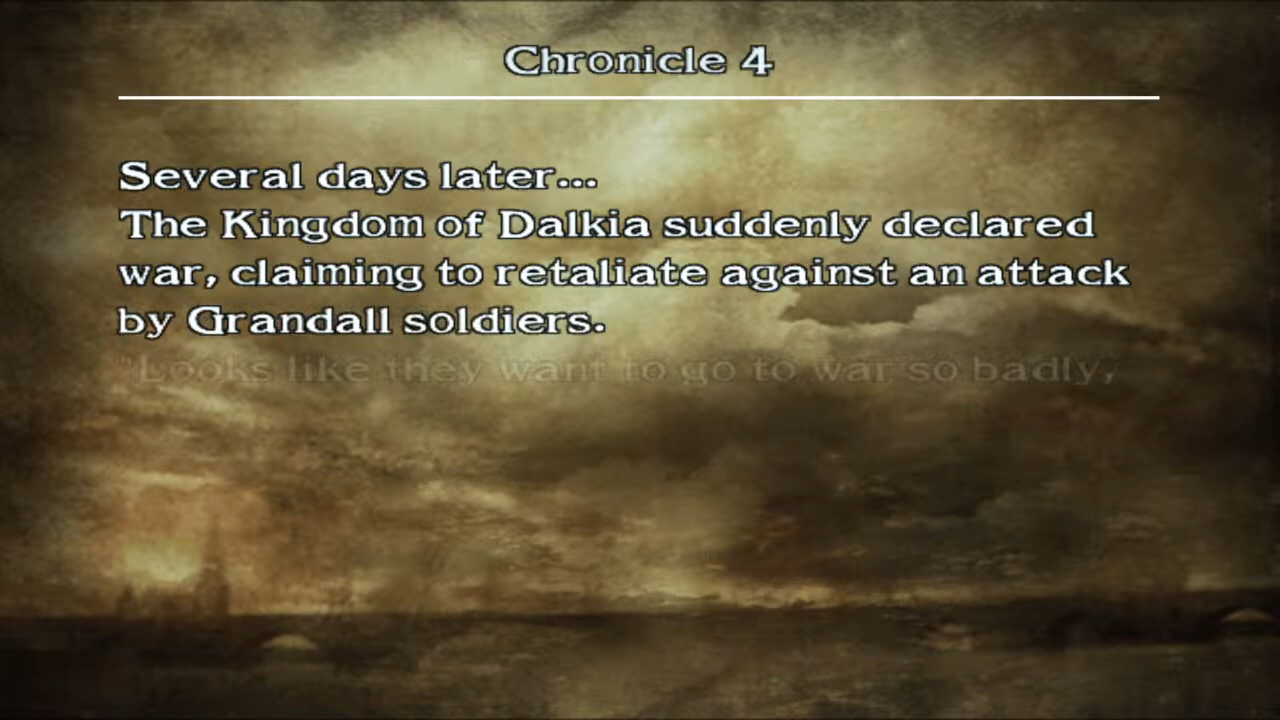 Chronicle 4
Several days later...
The Kingdom of Dalkia suddenly declared
war, claiming to retaliate against an attack
by Grandall soldiers.
"Looks like they want to go to war so badly,